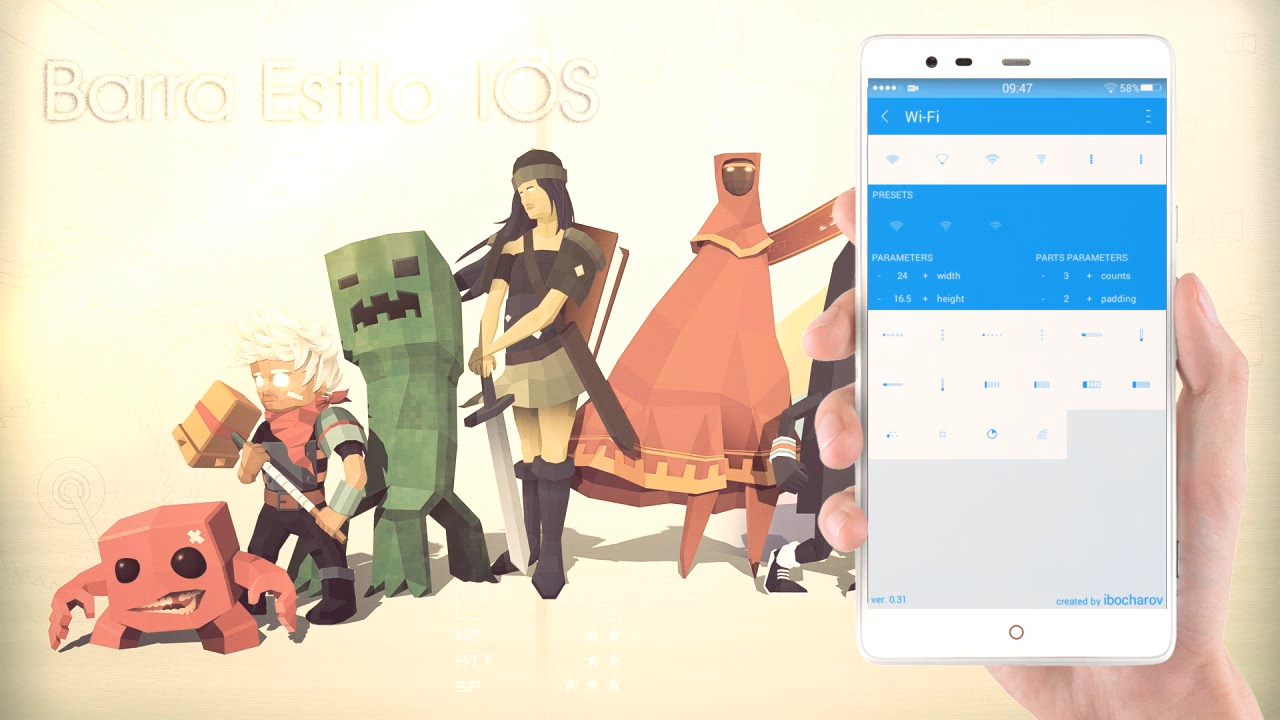 Barra Estilo IOS
09:47
58%
Wi-Fi
PRESETS
PARAMETERS
- 24 + width
- 16.5 + height
PARTS PARAMETERS
- 3 + counts
- 2 + padding
ver. 0.31
created by ibocharov
HP
ATT
SP